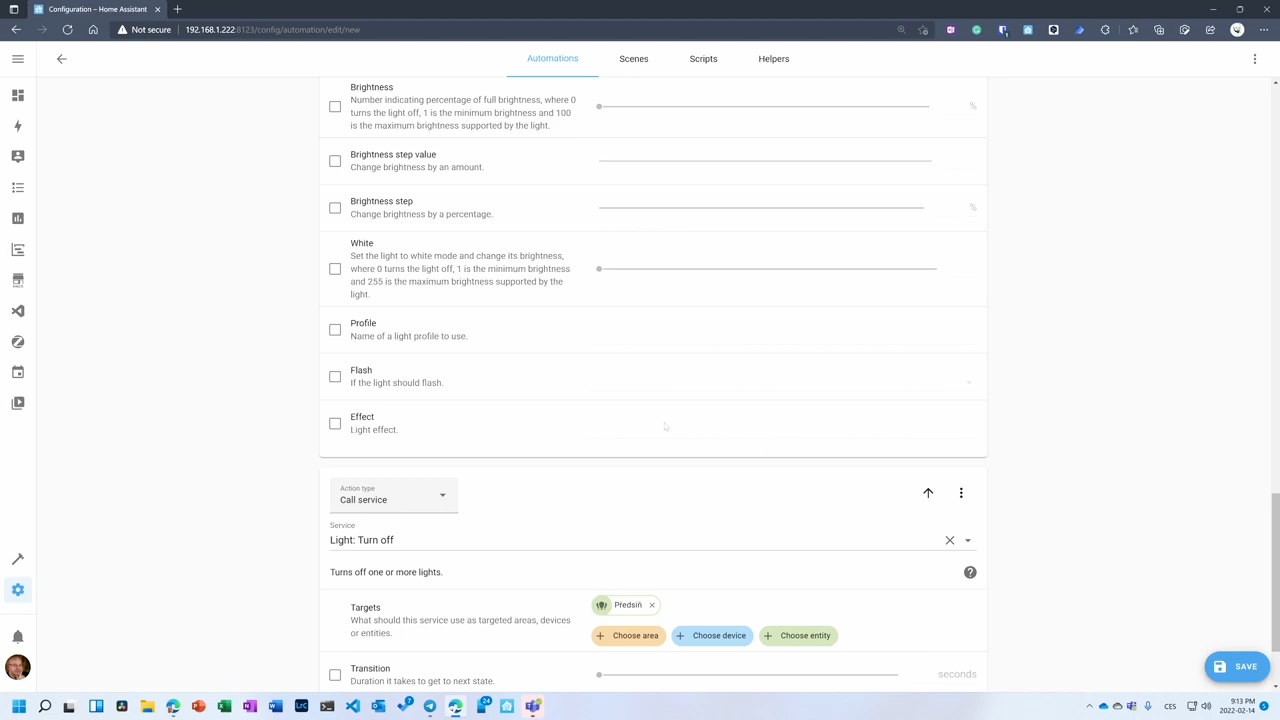 Configuration – Home Assistant
Not secure
192.168.1.222:8123/config/automation/edit/new
Automations
Scenes
Scripts
Helpers
Brightness
Number indicating percentage of full brightness, where 0
turns the light off, 1 is the minimum brightness and 100
is the maximum brightness supported by the light.
%
Brightness step value
Change brightness by an amount.
Brightness step
Change brightness by a percentage.
%
White
Set the light to white mode and change its brightness,
where 0 turns the light off, 1 is the minimum brightness
and 255 is the maximum brightness supported by the
light.
Profile
Name of a light profile to use.
Flash
If the light should flash.
Effect
Light effect.
Action type
Call service
Service
Light: Turn off
Turns off one or more lights.
Targets
What should this service use as targeted areas, devices
or entities.
Předsíň
Choose area
Choose device
Choose entity
Transition
Duration it takes to get to next state.
seconds
SAVE
LrC
7
24
CES
9:13 PM
2022-02-14
5